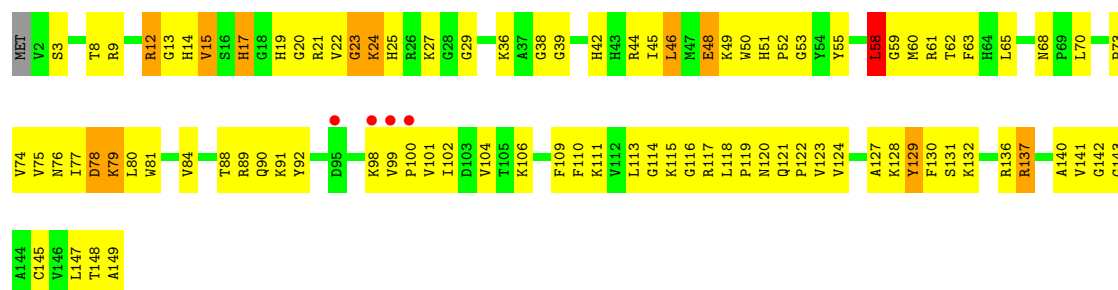 MET V2 S3 T8 R9 R12 G13 H14 V15 S16 H17 G18 H19 G20 R21 V22 G23 K24 H25 R26 K27 G28 G29 K36 A37 G38 G39 H42 H43 R44 I45 L46 M47 E48 K49 W50 H51 P52 G53 Y54 Y55 L58 G59 M60 R61 T62 F63 H64 L65 N68 P69 L70 P73
V74 V75 N76 I77 D78 K79 L80 W81 V84 T88 R89 Q90 K91 Y92 D95 K98 V99 P100 V101 I102 D103 V104 T105 K106 F109 F110 K111 V112 L113 G114 K115 G116 R117 L118 P119 N120 Q121 P122 V123 V124 A127 K128 Y129 F130 S131 K132 R136 R137 A140 V141 G142
A144 C145 V146 L147 T148 A149